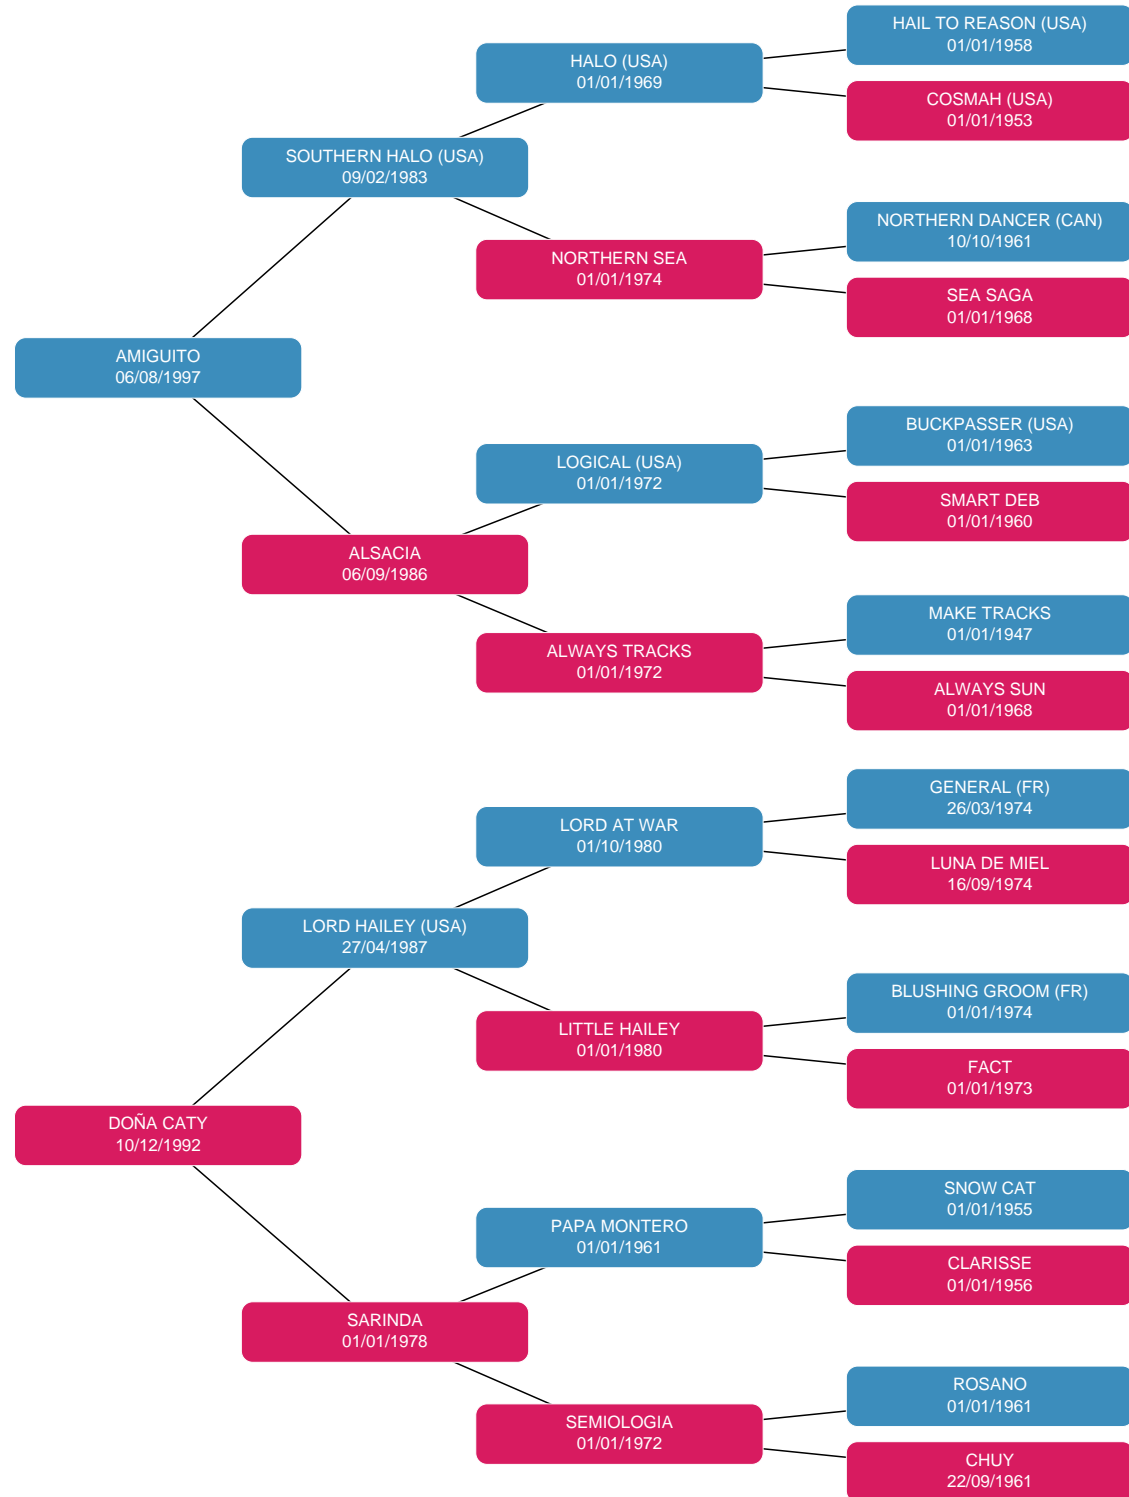 HAIL TO REASON (USA)
01/01/1958
HALO (USA)
01/01/1969
COSMAH (USA)
01/01/1953
SOUTHERN HALO (USA)
09/02/1983
NORTHERN DANCER (CAN)
10/10/1961
NORTHERN SEA
01/01/1974
SEA SAGA
01/01/1968
AMIGUITO
06/08/1997
BUCKPASSER (USA)
01/01/1963
LOGICAL (USA)
01/01/1972
SMART DEB
01/01/1960
ALSACIA
06/09/1986
MAKE TRACKS
01/01/1947
ALWAYS TRACKS
01/01/1972
ALWAYS SUN
01/01/1968
GENERAL (FR)
26/03/1974
LORD AT WAR
01/10/1980
LUNA DE MIEL
16/09/1974
LORD HAILEY (USA)
27/04/1987
BLUSHING GROOM (FR)
01/01/1974
LITTLE HAILEY
01/01/1980
FACT
01/01/1973
DOÑA CATY
10/12/1992
SNOW CAT
01/01/1955
PAPA MONTERO
01/01/1961
CLARISSE
01/01/1956
SARINDA
01/01/1978
ROSANO
01/01/1961
SEMIOLOGIA
01/01/1972
CHUY
22/09/1961